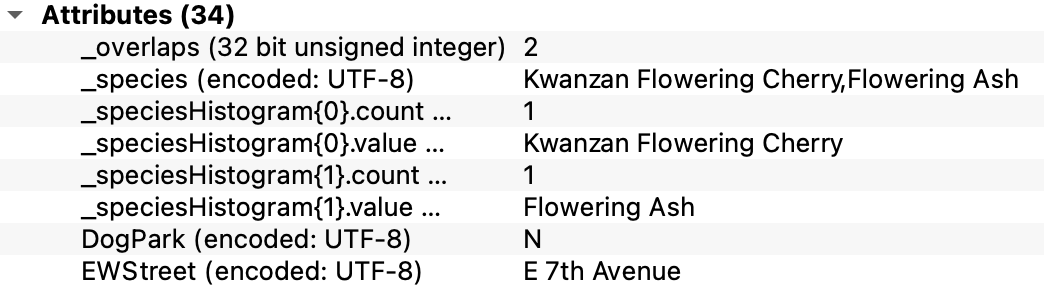 Attributes (34)
_overlaps (32 bit unsigned integer) 2
_species (encoded: UTF-8) Kwanzan Flowering Cherry,Flowering Ash
_speciesHistogram{0}.count ... 1
_speciesHistogram{0}.value ... Kwanzan Flowering Cherry
_speciesHistogram{1}.count ... 1
_speciesHistogram{1}.value ... Flowering Ash
DogPark (encoded: UTF-8) N
EWStreet (encoded: UTF-8) E 7th Avenue